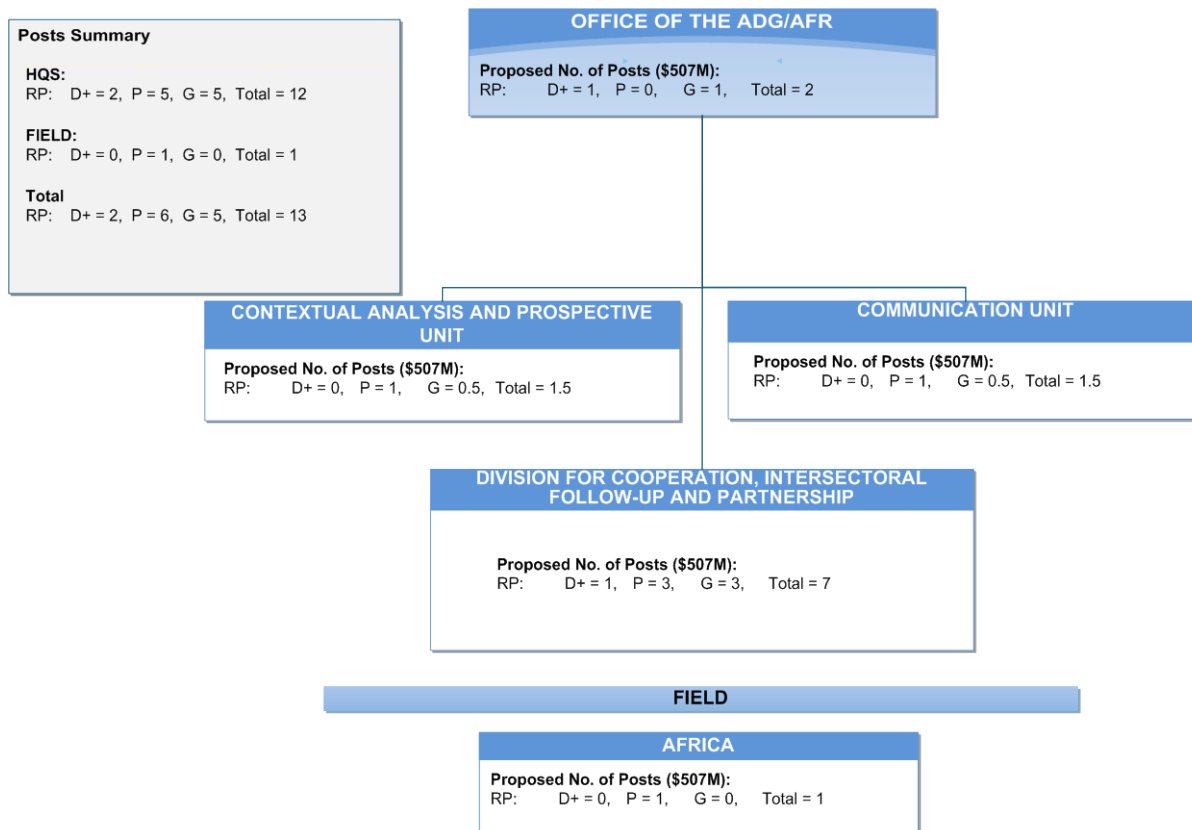 Posts Summary
HQS:
RP: D+ = 2, P = 5, G = 5, Total = 12
FIELD:
RP: D+ = 0, P = 1, G = 0, Total = 1
Total
RP: D+ = 2, P = 6, G = 5, Total = 13
OFFICE OF THE ADG/AFR
Proposed No. of Posts ($507M):
RP: D+ = 1, P = 0, G = 1, Total = 2
CONTEXTUAL ANALYSIS AND PROSPECTIVE
UNIT
Proposed No. of Posts ($507M):
RP: D+ = 0, P = 1, G = 0.5, Total = 1.5
COMMUNICATION UNIT
Proposed No. of Posts ($507M):
RP: D+ = 0, P = 1, G = 0.5, Total = 1.5
DIVISION FOR COOPERATION, INTERSECTORAL
FOLLOW-UP AND PARTNERSHIP
Proposed No. of Posts ($507M):
RP: D+ = 1, P = 3, G = 3, Total = 7
FIELD
AFRICA
Proposed No. of Posts ($507M):
RP: D+ = 0, P = 1, G = 0, Total = 1